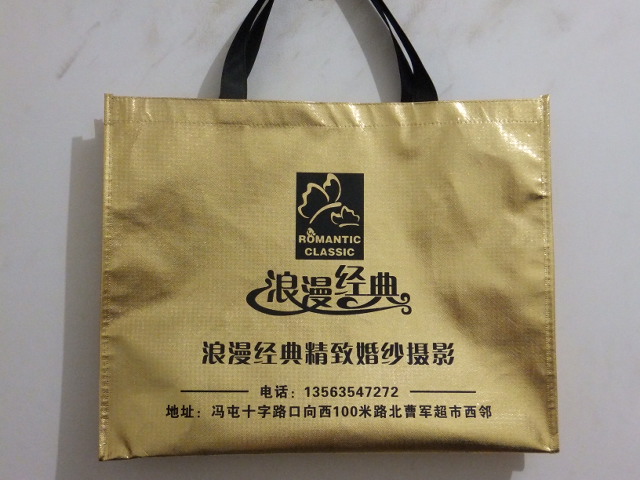 ROMANTIC
CLASSIC
浪漫经典
浪漫经典精致婚纱摄影
电话：13563547272
地址：冯屯十字路口向西100米路北曹军超市西邻